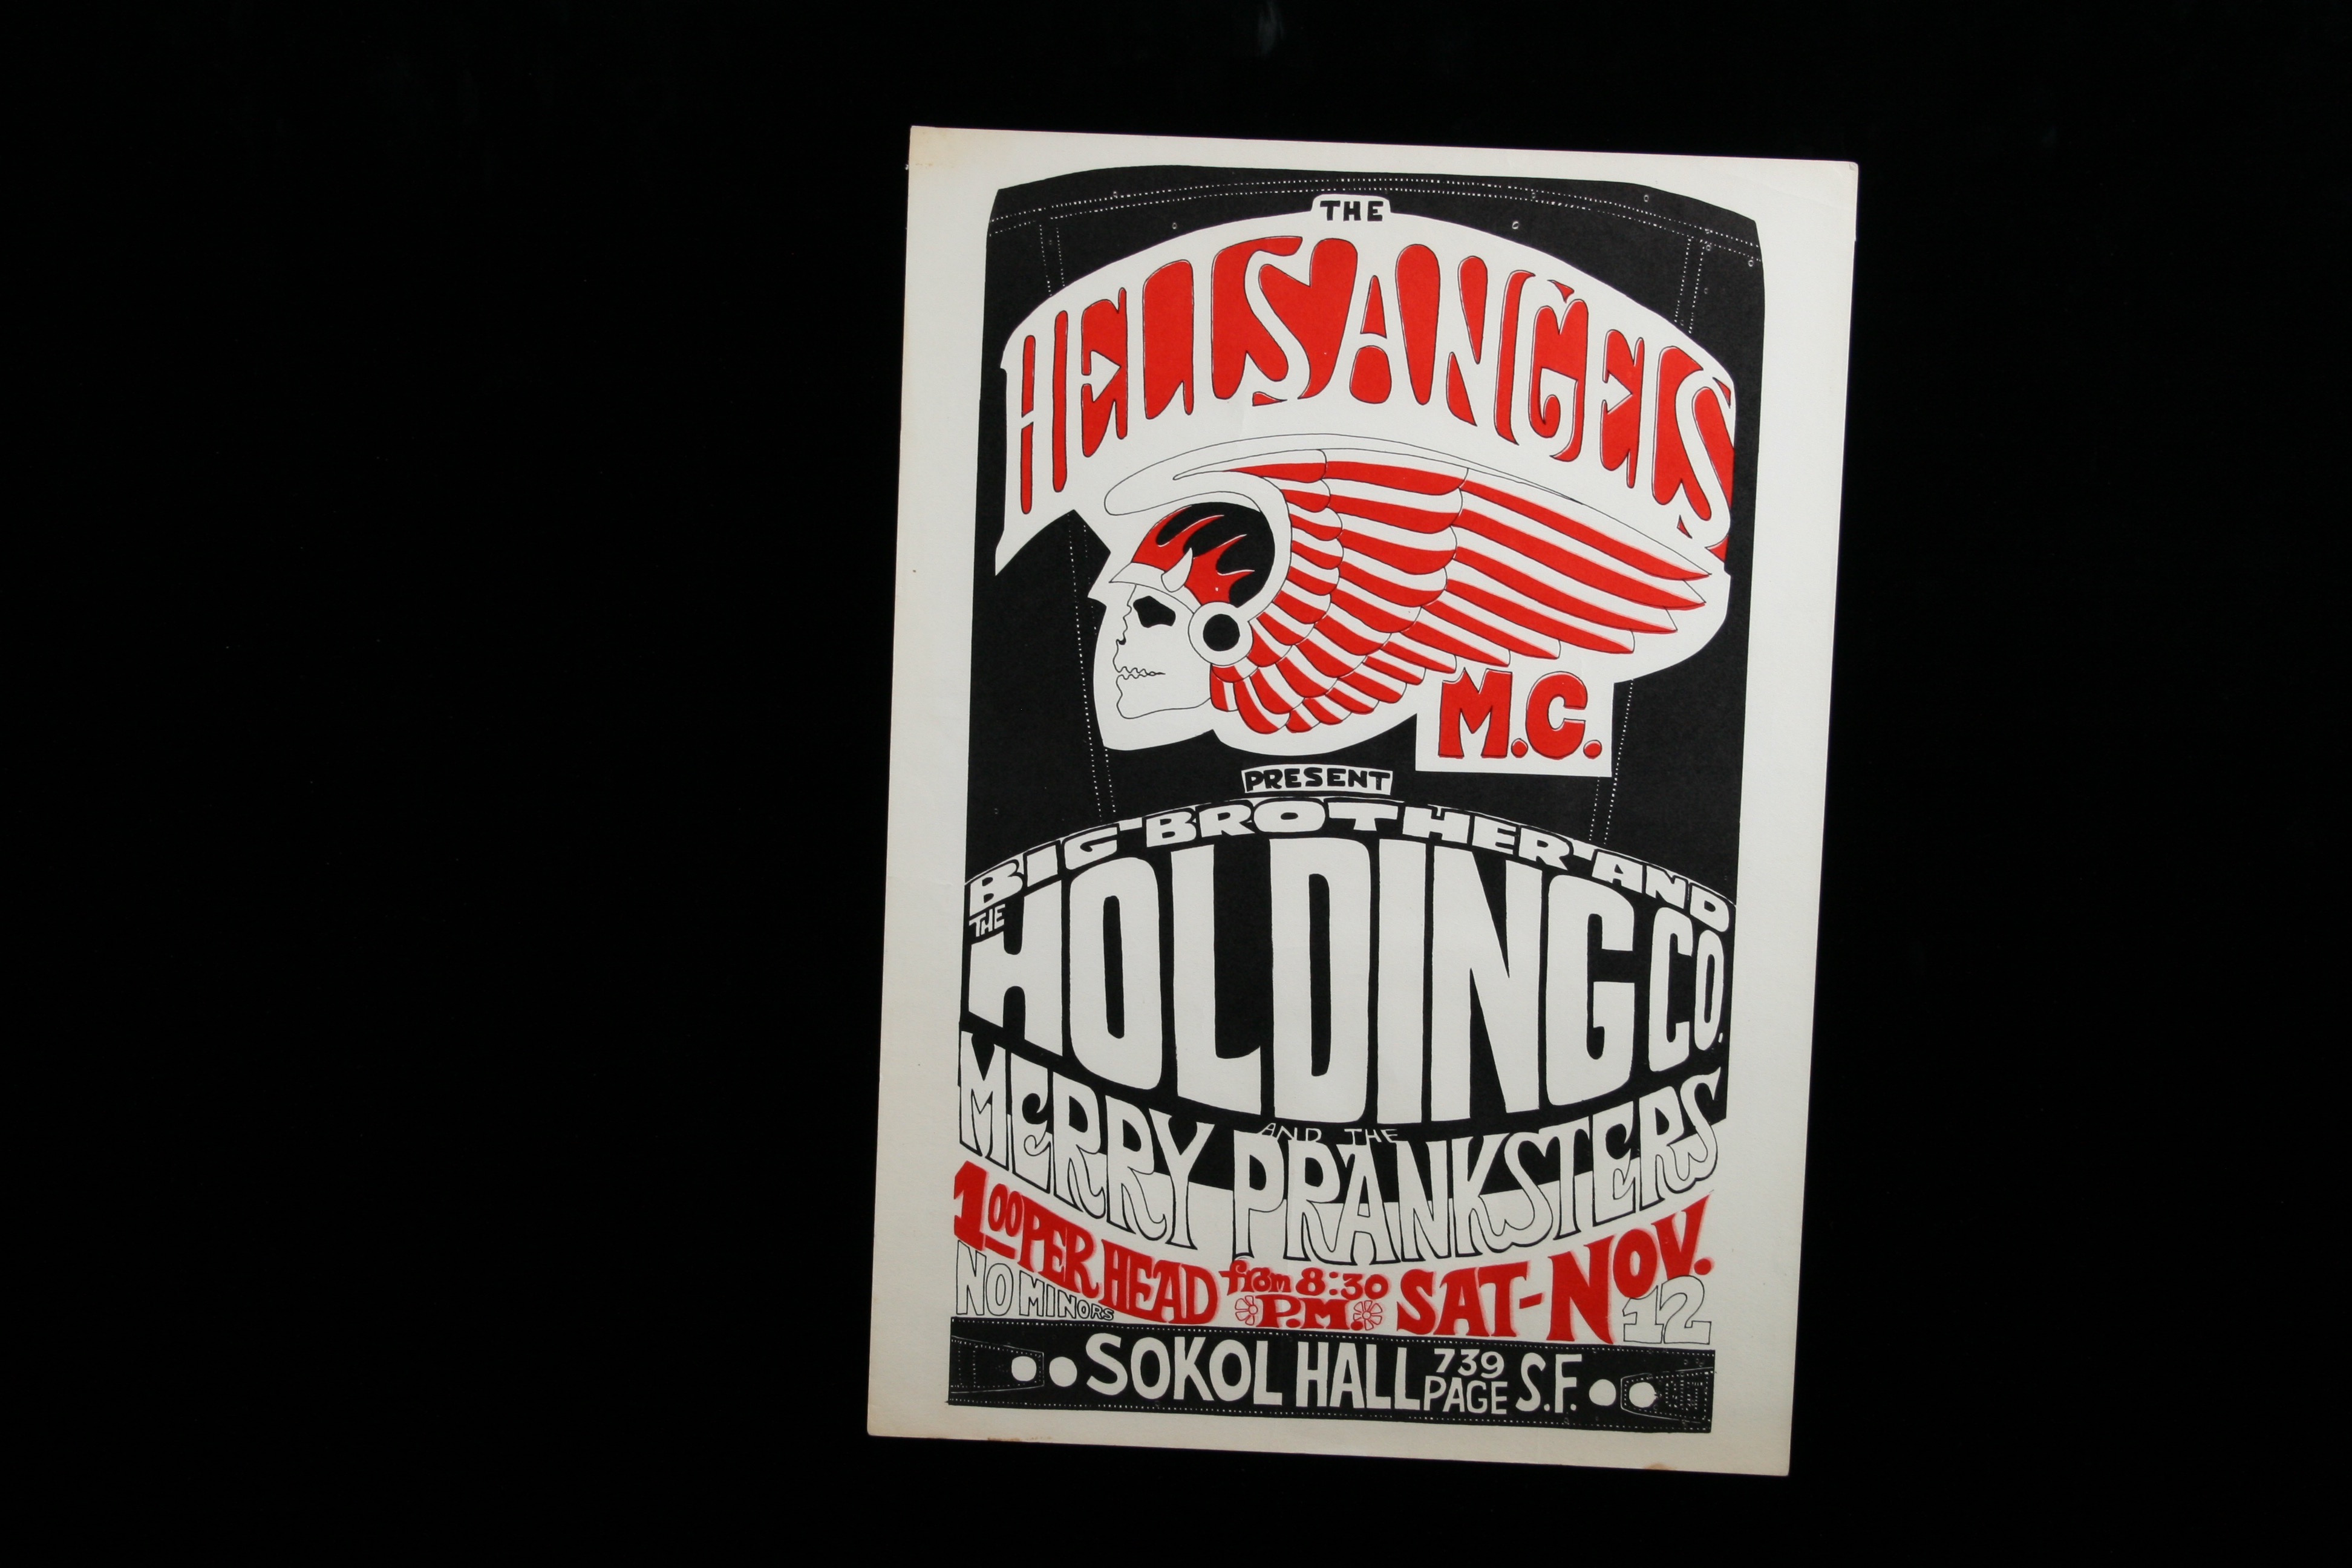 THE
HELLS ANGELS
M.C.
PRESENT
BIG BROTHER AND
THE HOLDING CO.
AND THE
MERRY PRANKSTERS
1.00 PER HEAD from 8:30 P.M. SAT-NOV. 12
NO MINORS
SOKOL HALL 739 PAGE S.F.